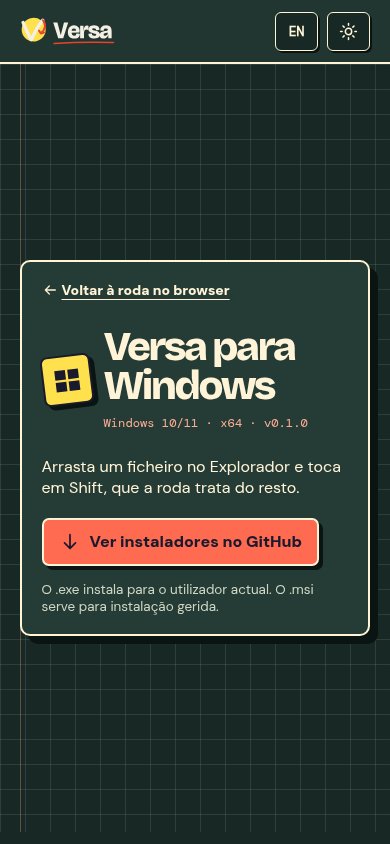 Versa
EN
← Voltar à roda no browser
Versa para
Windows
Windows 10/11 · x64 · v0.1.0
Arrasta um ficheiro no Explorador e toca
em Shift, que a roda trata do resto.
↓ Ver instaladores no GitHub
O .exe instala para o utilizador actual. O .msi
serve para instalação gerida.